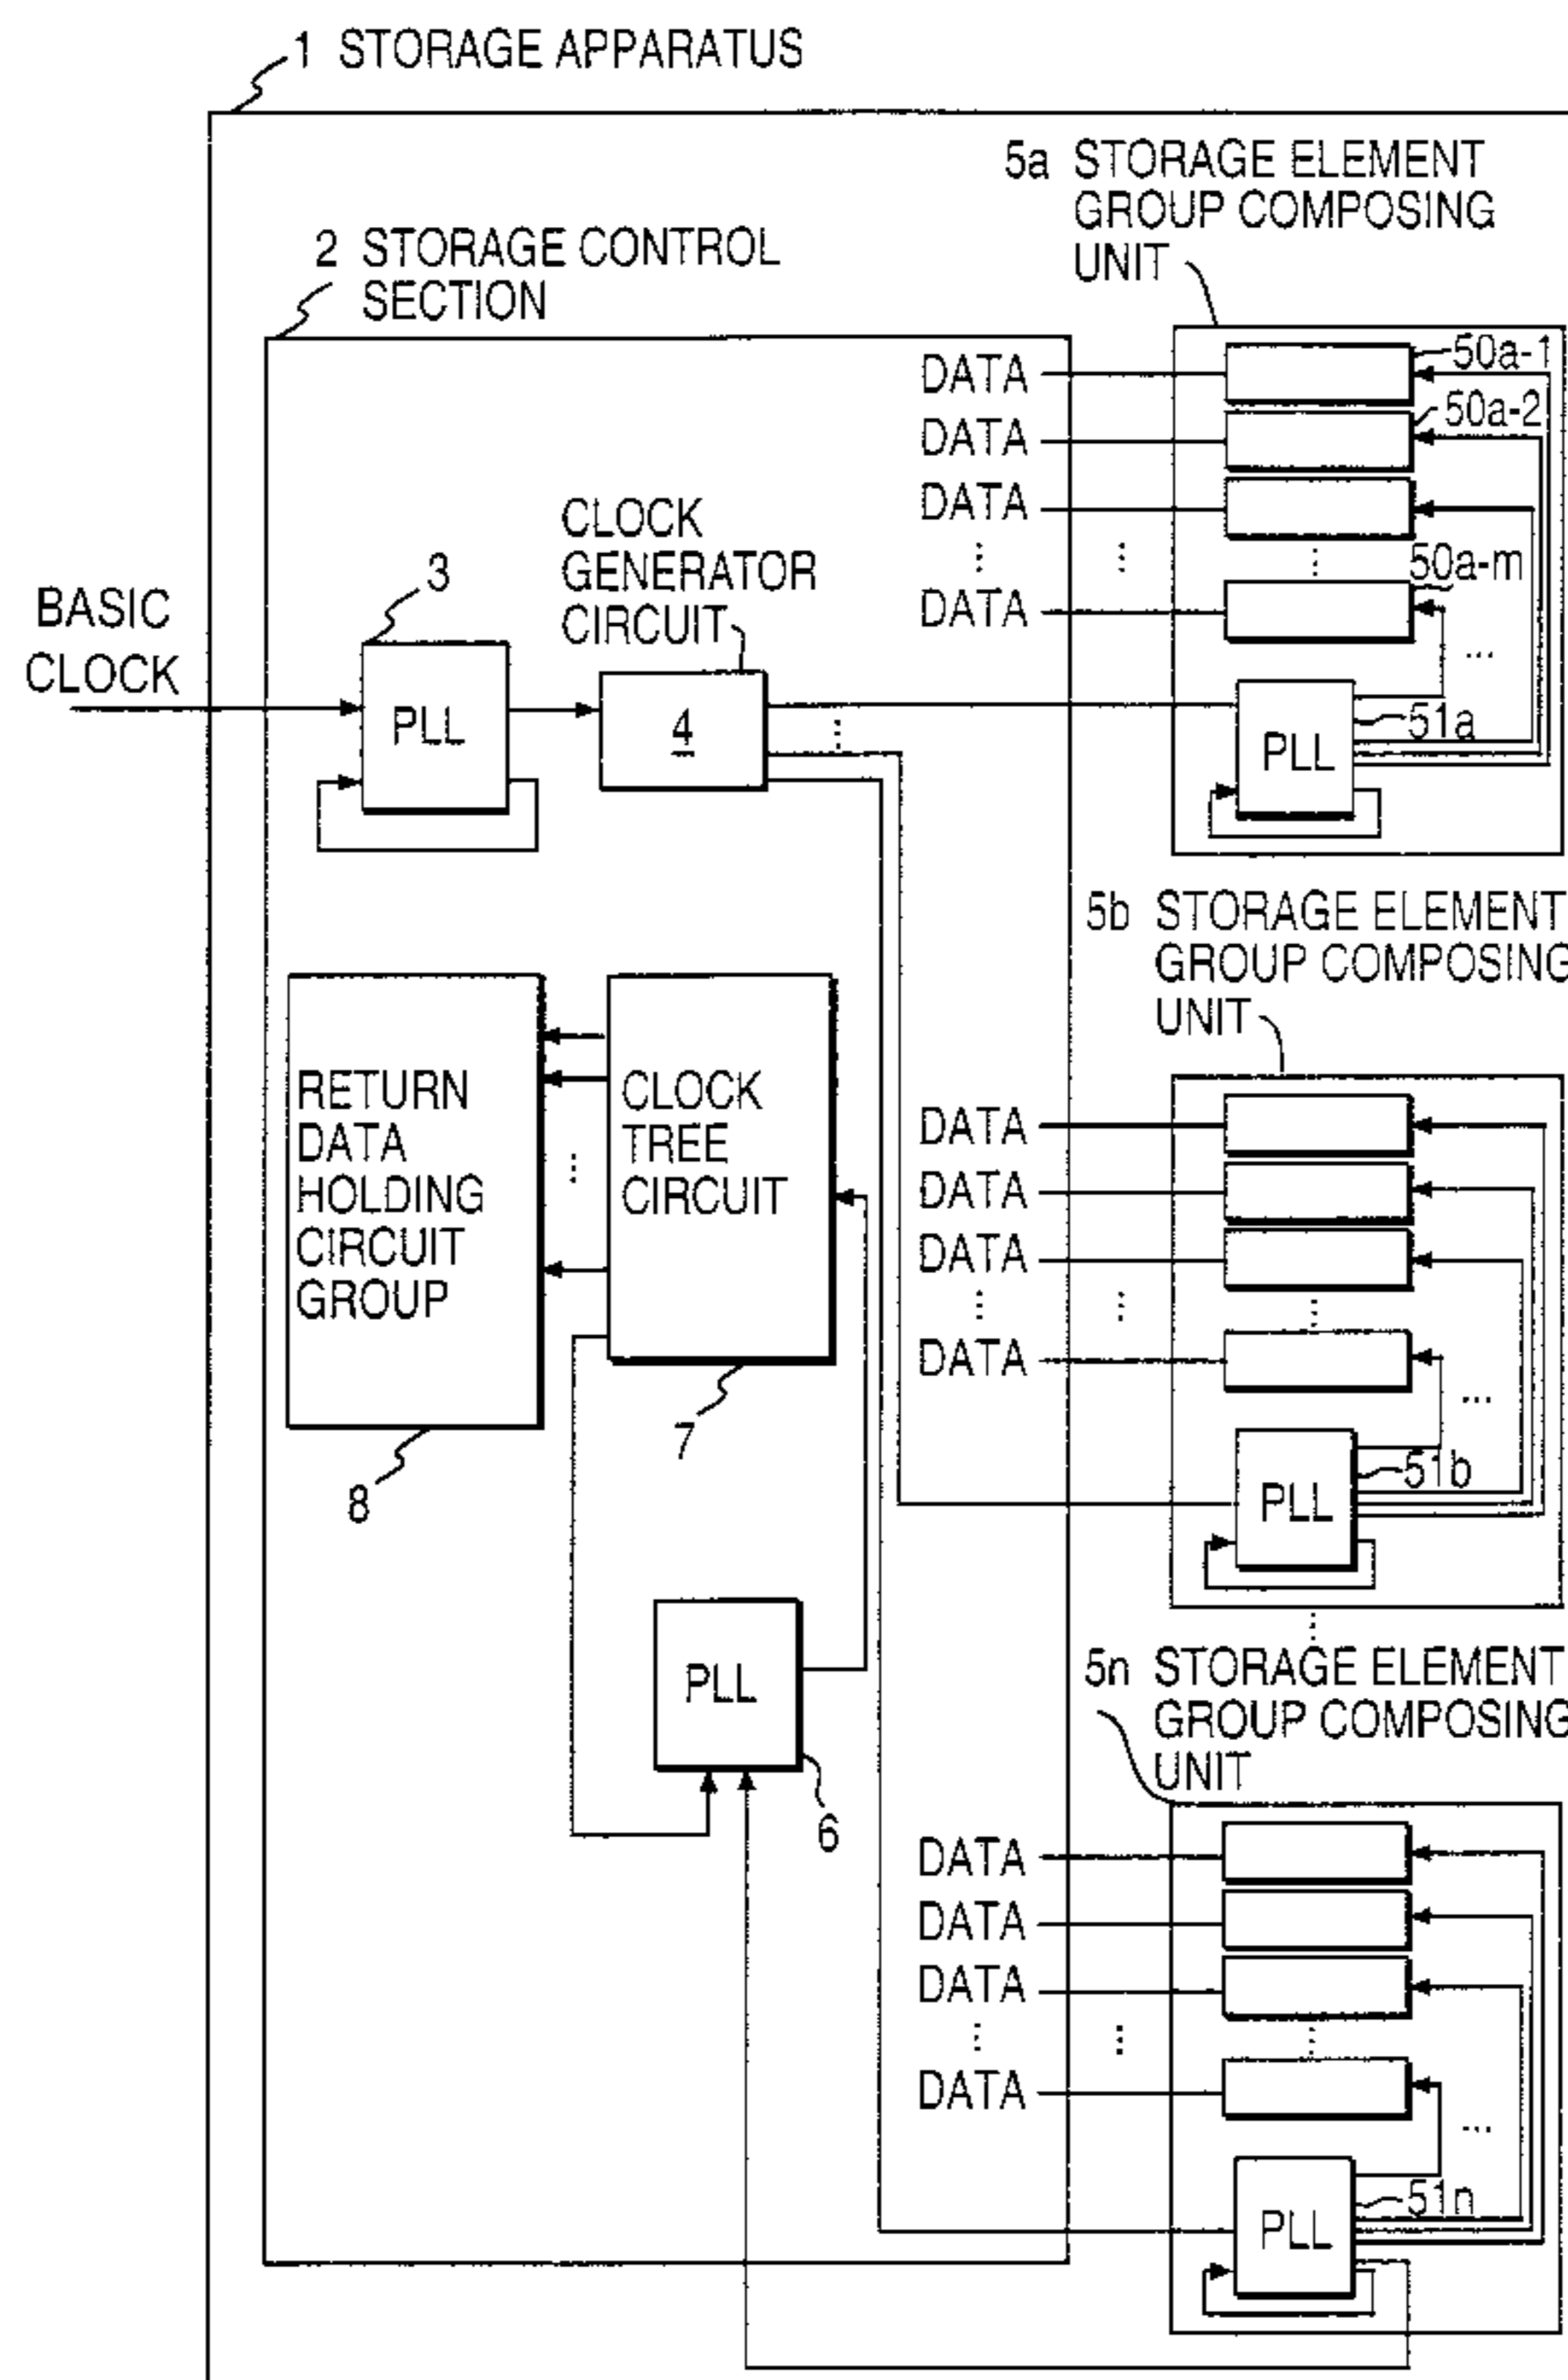 1 STORAGE APPARATUS
5a STORAGE ELEMENT
GROUP COMPOSING
UNIT
2 STORAGE CONTROL
SECTION
50a-1
DATA
50a-2
DATA
DATA
50a-m
DATA
CLOCK
GENERATOR
CIRCUIT
3
BASIC
CLOCK
PLL
4
51a
PLL
5b STORAGE ELEMENT
GROUP COMPOSING
UNIT
RETURN
DATA
HOLDING
CIRCUIT
GROUP
CLOCK
TREE
CIRCUIT
DATA
DATA
DATA
DATA
7
8
51b
PLL
PLL
6
5n STORAGE ELEMENT
GROUP COMPOSING
UNIT
DATA
DATA
DATA
DATA
51n
PLL